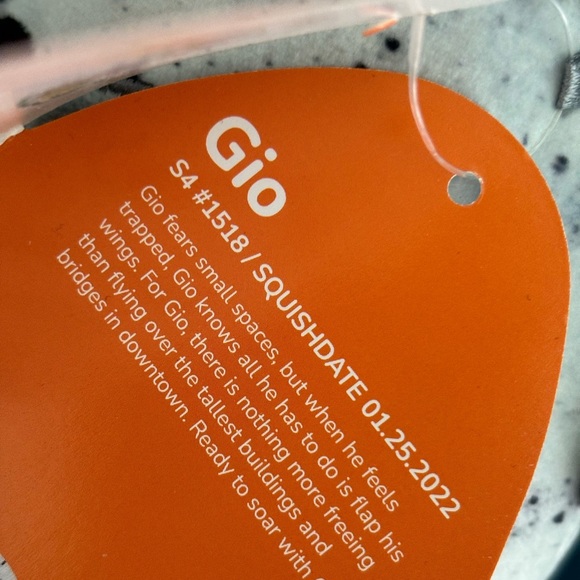 Gio
S4 #1518 / SQUISHDATE 01.25.2022
Gio fears small spaces, but when he feels
trapped, Gio knows all he has to do is flap his
wings. For Gio, there is nothing more freeing
than flying over the tallest buildings and
bridges in downtown. Ready to soar with